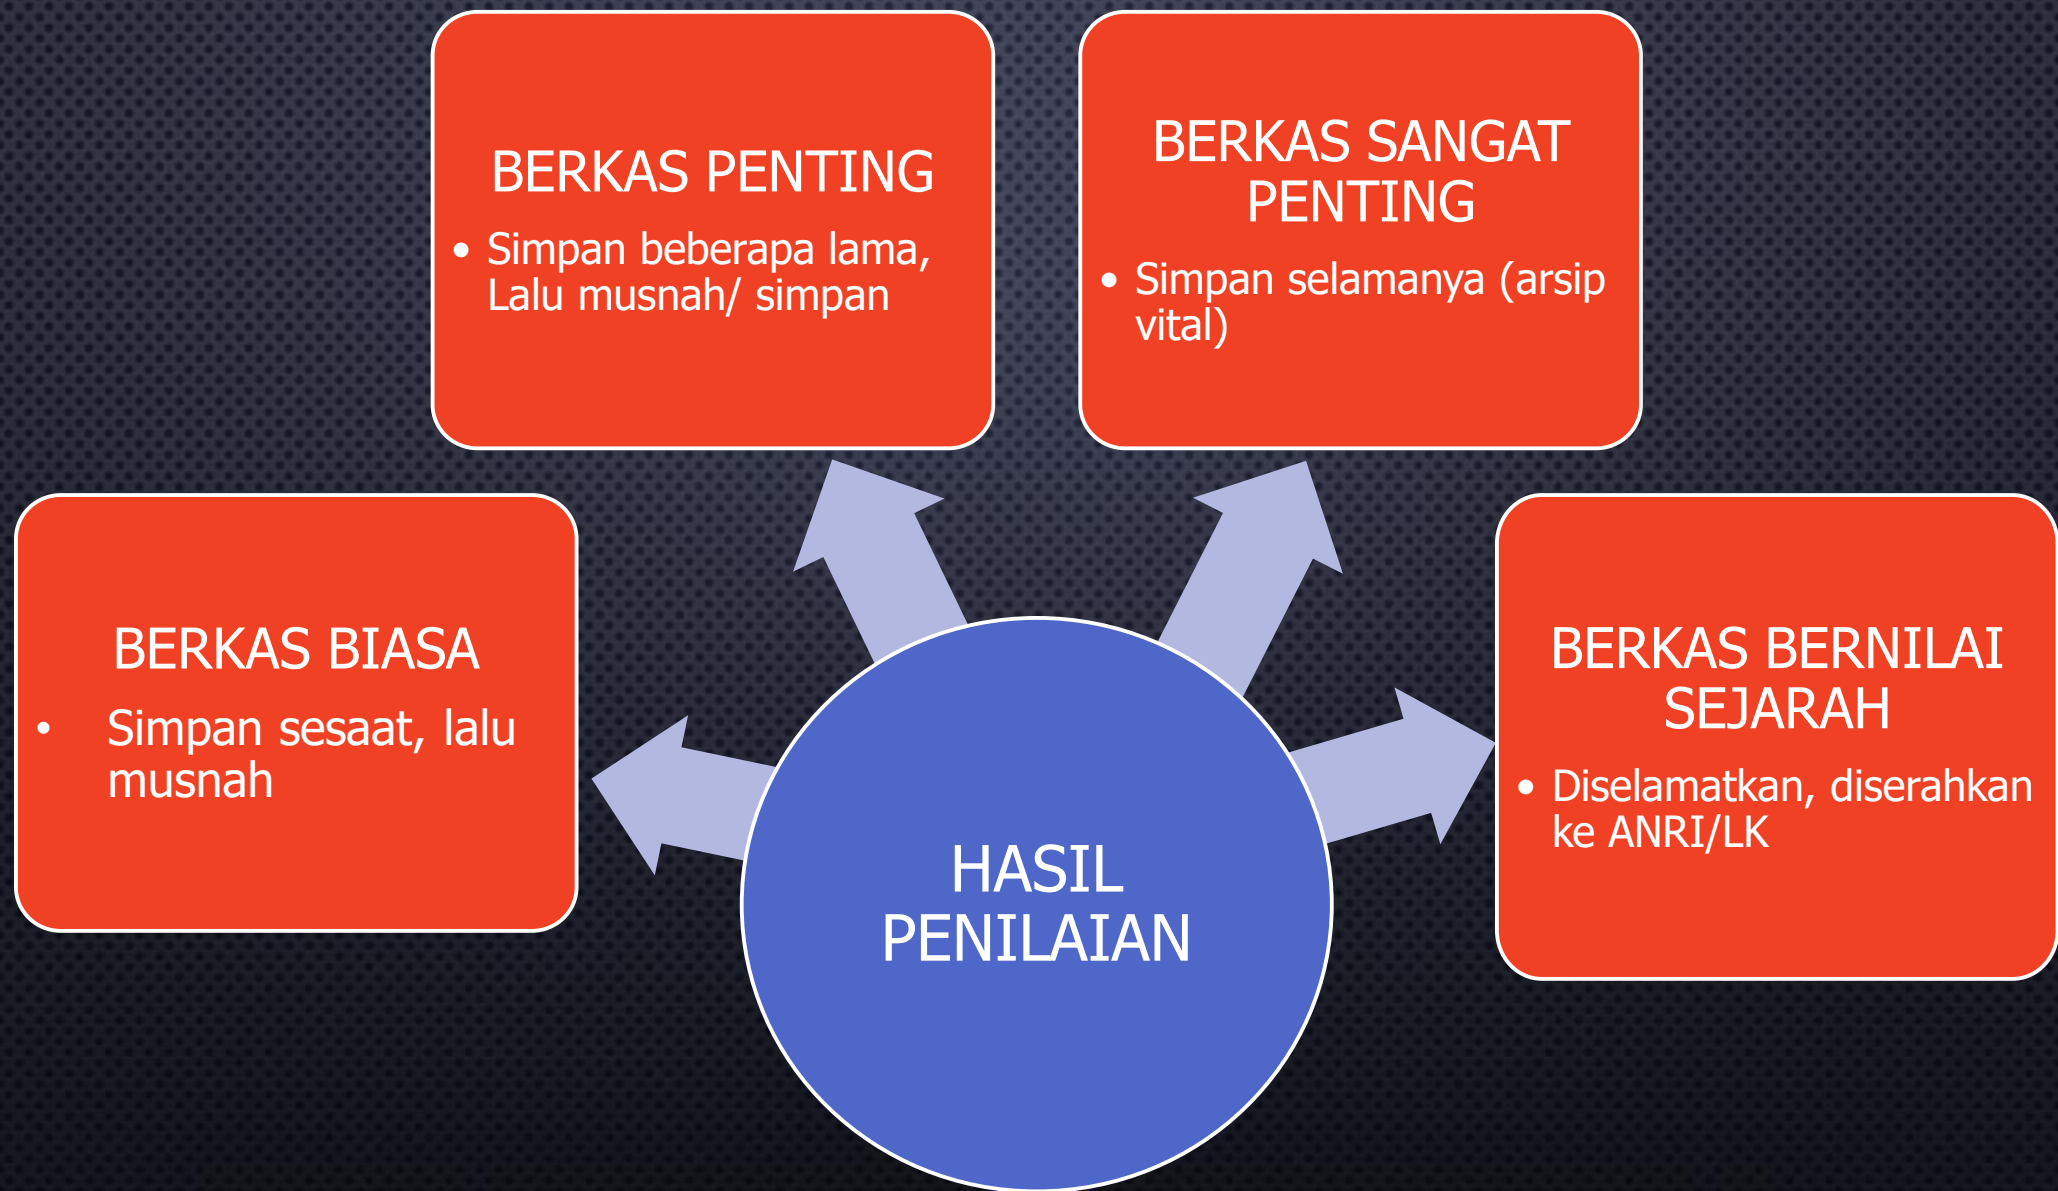 BERKAS PENTING
• Simpan beberapa lama,
Lalu musnah/ simpan
BERKAS SANGAT
PENTING
• Simpan selamanya (arsip
vital)
BERKAS BIASA
• Simpan sesaat, lalu
musnah
BERKAS BERNILAI
SEJARAH
• Diselamatkan, diserahkan
ke ANRI/LK
HASIL
PENILAIAN